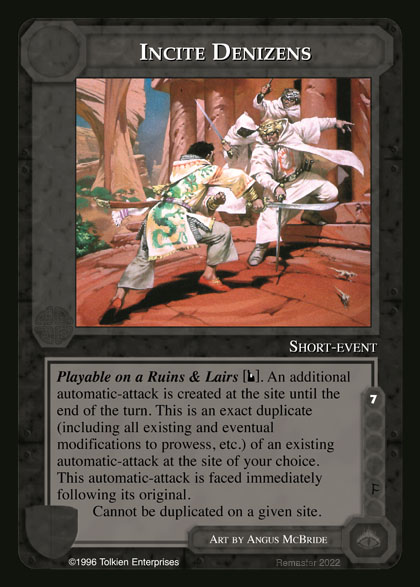 INCITE DENIZENS
SHORT-EVENT
Playable on a Ruins & Lairs []. An additional
automatic-attack is created at the site until the
end of the turn. This is an exact duplicate
(including all existing and eventual
modifications to prowess, etc.) of an existing
automatic-attack at the site of your choice.
This automatic-attack is faced immediately
following its original.
Cannot be duplicated on a given site.
7
F
ART BY ANGUS MCBRIDE
©1996 Tolkien Enterprises
Remaster 2022